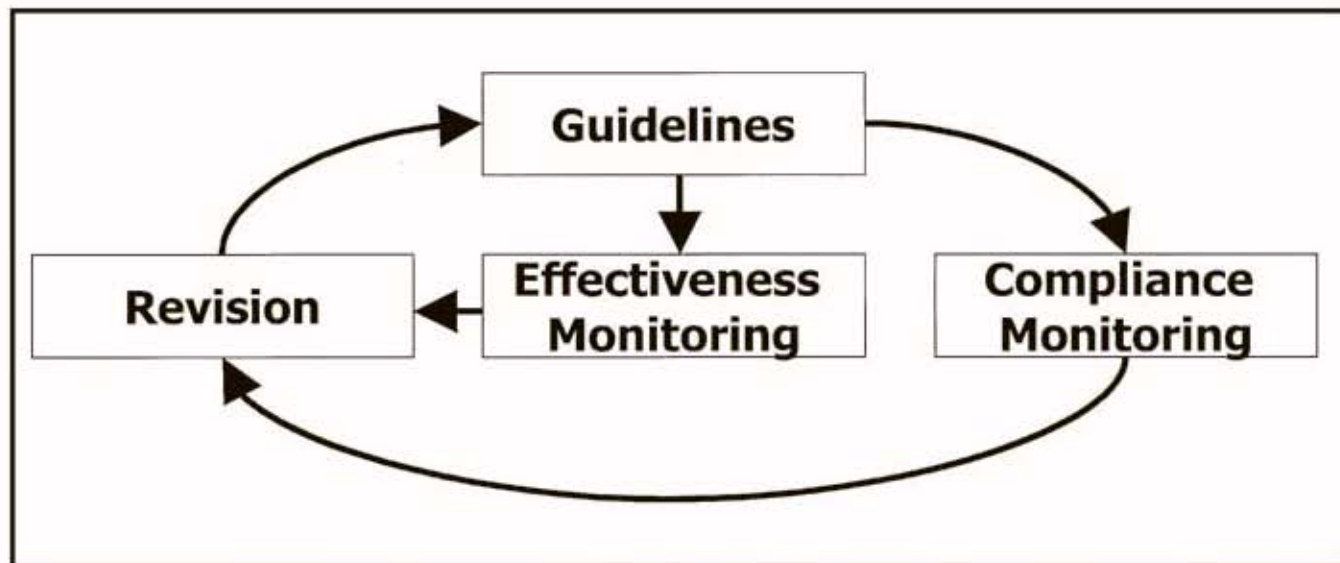 Guidelines
Revision
Effectiveness
Monitoring
Compliance
Monitoring